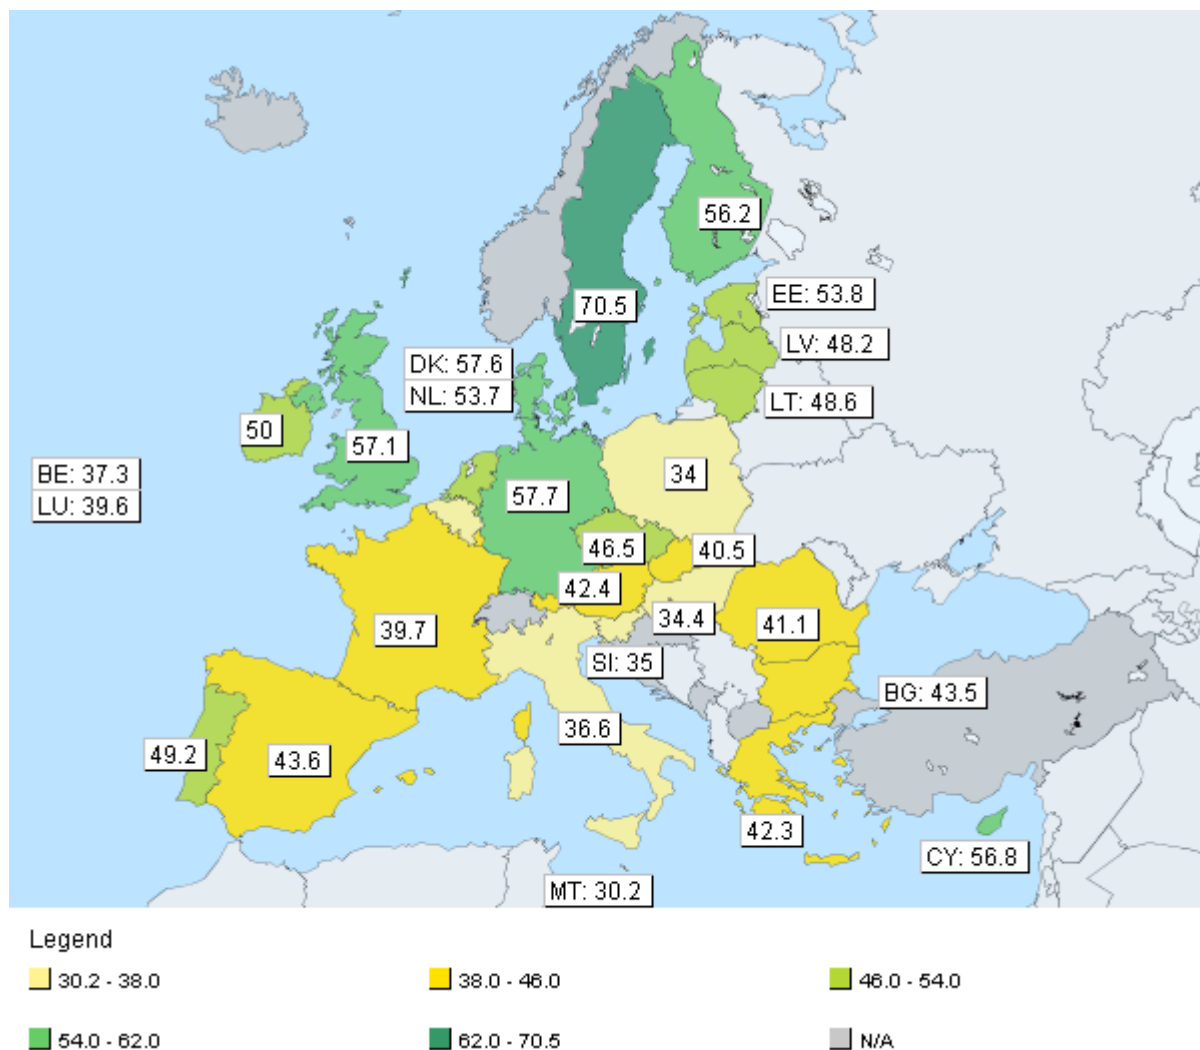 56.2
EE: 53.8
70.5
LV: 48.2
DK: 57.6
NL: 53.7
LT: 48.6
50
57.1
BE: 37.3
LU: 39.6
34
57.7
46.5
40.5
42.4
39.7
34.4
41.1
SI: 35
BG: 43.5
36.6
49.2
43.6
42.3
CY: 56.8
MT: 30.2
Legend
30.2 - 38.0
38.0 - 46.0
46.0 - 54.0
54.0 - 62.0
62.0 - 70.5
N/A